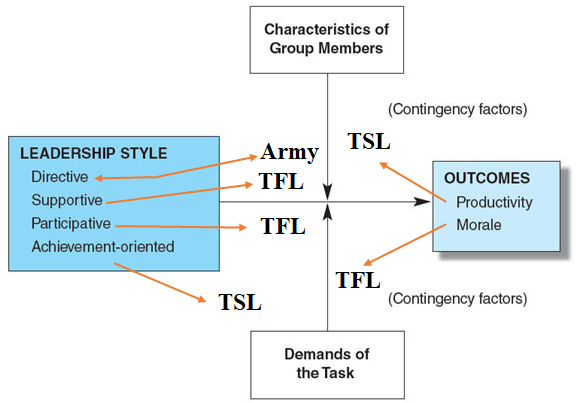 Characteristics of
Group Members
(Contingency factors)
TSL
LEADERSHIP STYLE
Directive
Supportive
Participative
Achievement-oriented
Army
TFL
TFL
TSL
OUTCOMES
Productivity
Morale
TFL
(Contingency factors)
Demands of
the Task